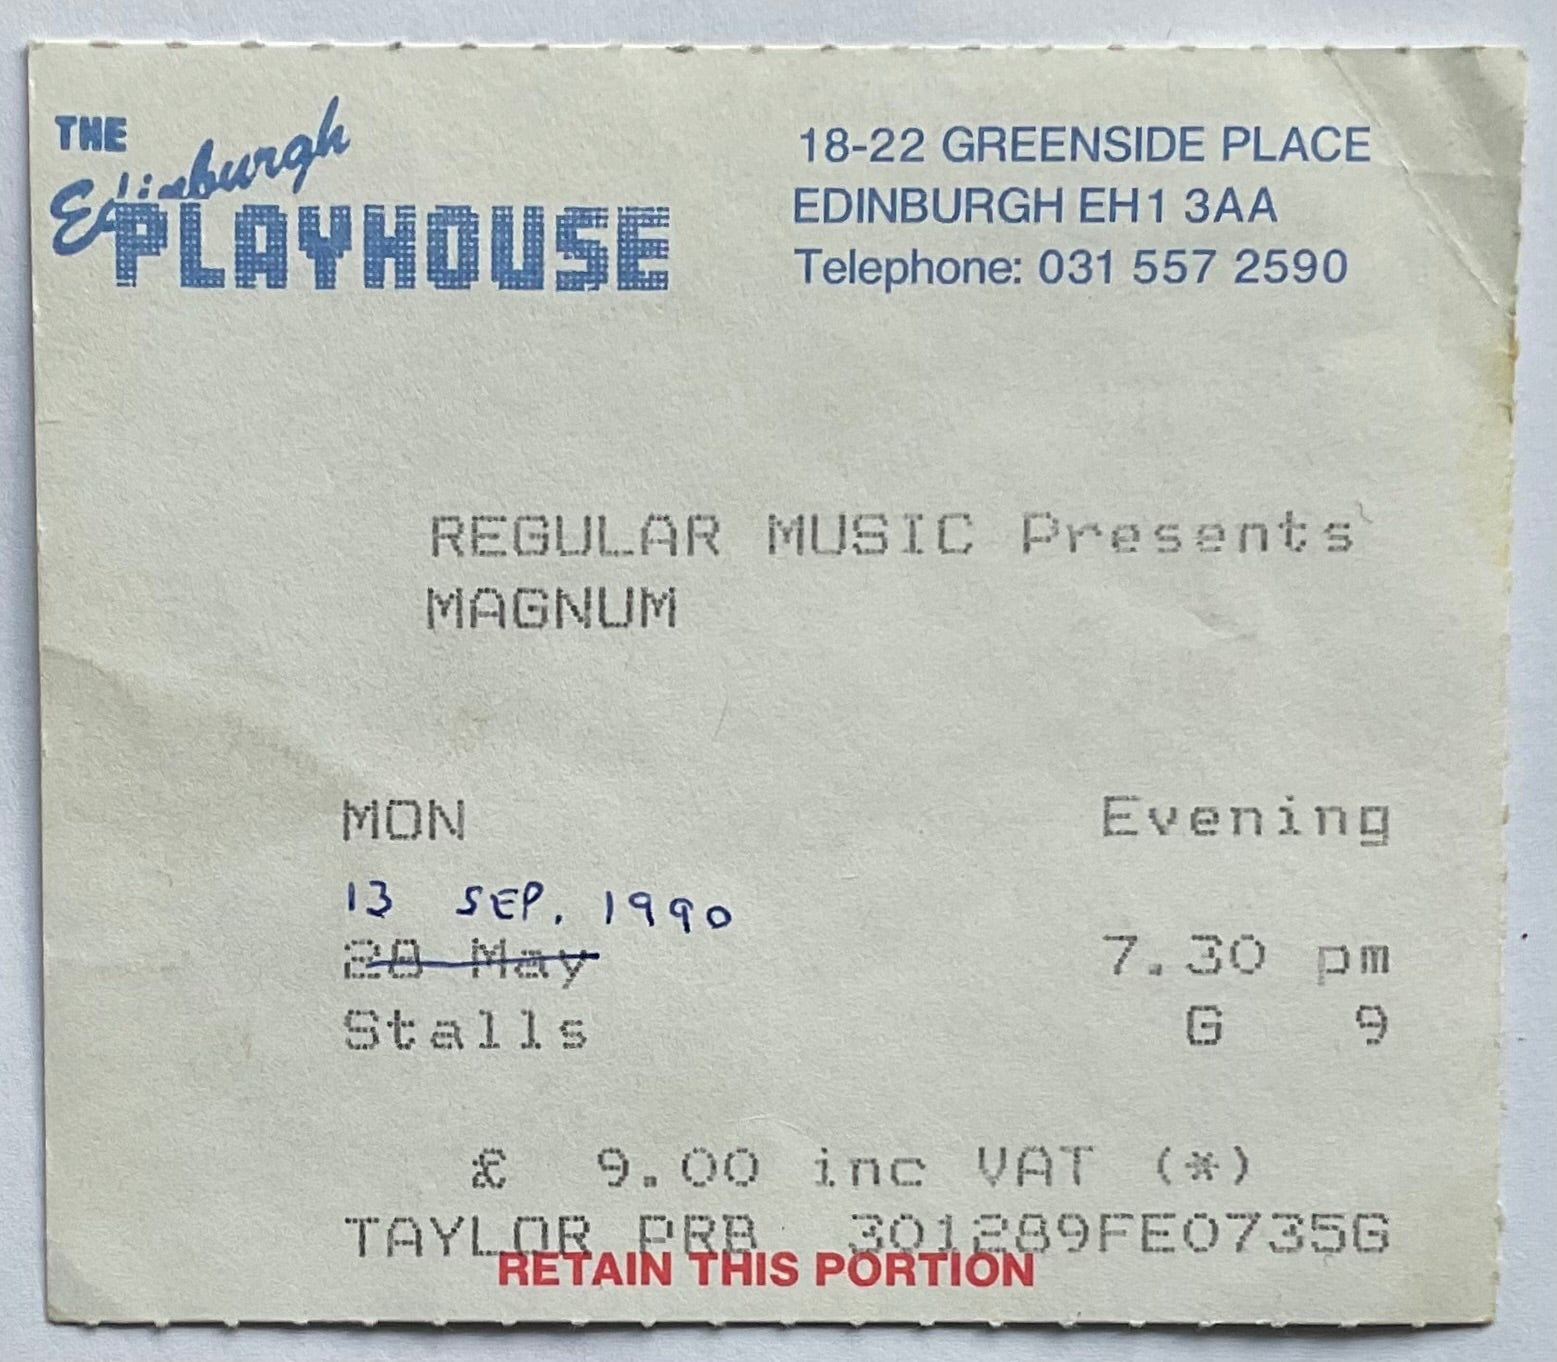 THE
Edinburgh
PLAYHOUSE
18-22 GREENSIDE PLACE
EDINBURGH EH1 3AA
Telephone: 031 557 2590
REGULAR MUSIC Presents
MAGNUM
MON Evening
13 SEP. 1990
28 May 7.30 pm
Stalls G 9
£ 9.00 inc VAT (*)
TAYLOR PRB 301289FE0735G
RETAIN THIS PORTION